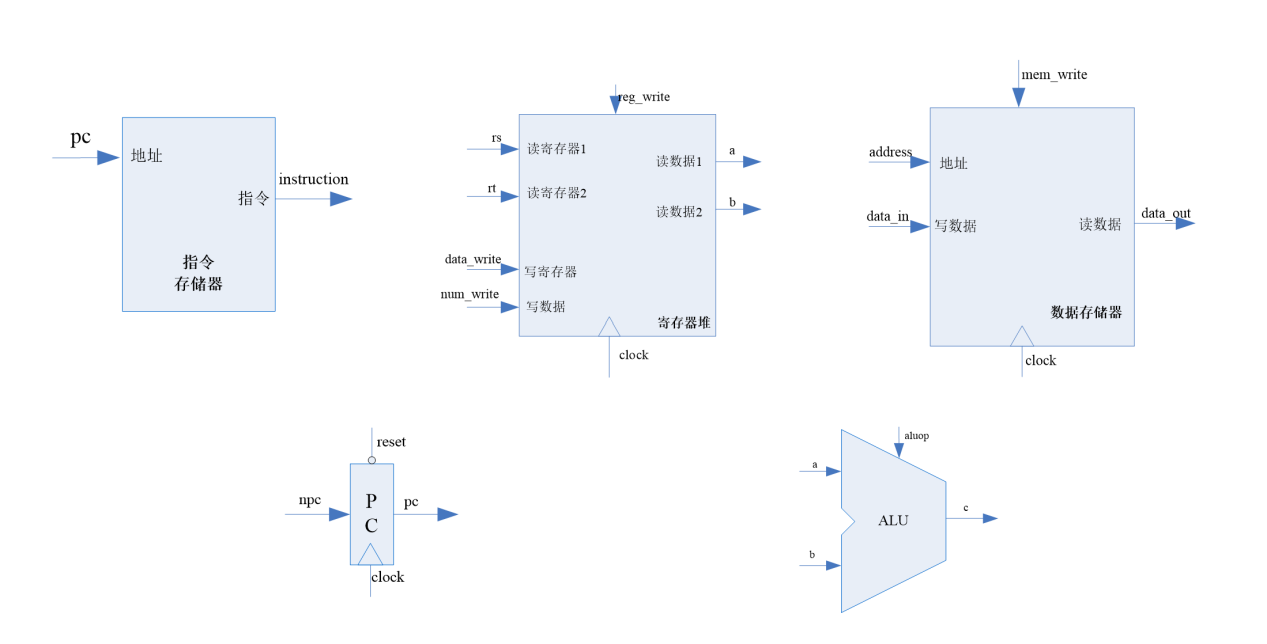 pc
地址
指令
instruction
指令
存储器
reg_write
rs
读寄存器1
rt
读寄存器2
data_write
写寄存器
num_write
写数据
读数据1
a
读数据2
b
寄存器堆
clock
mem_write
address
地址
data_in
写数据
读数据
data_out
数据存储器
clock
reset
npc
P
C
pc
clock
aluop
a
b
ALU
c